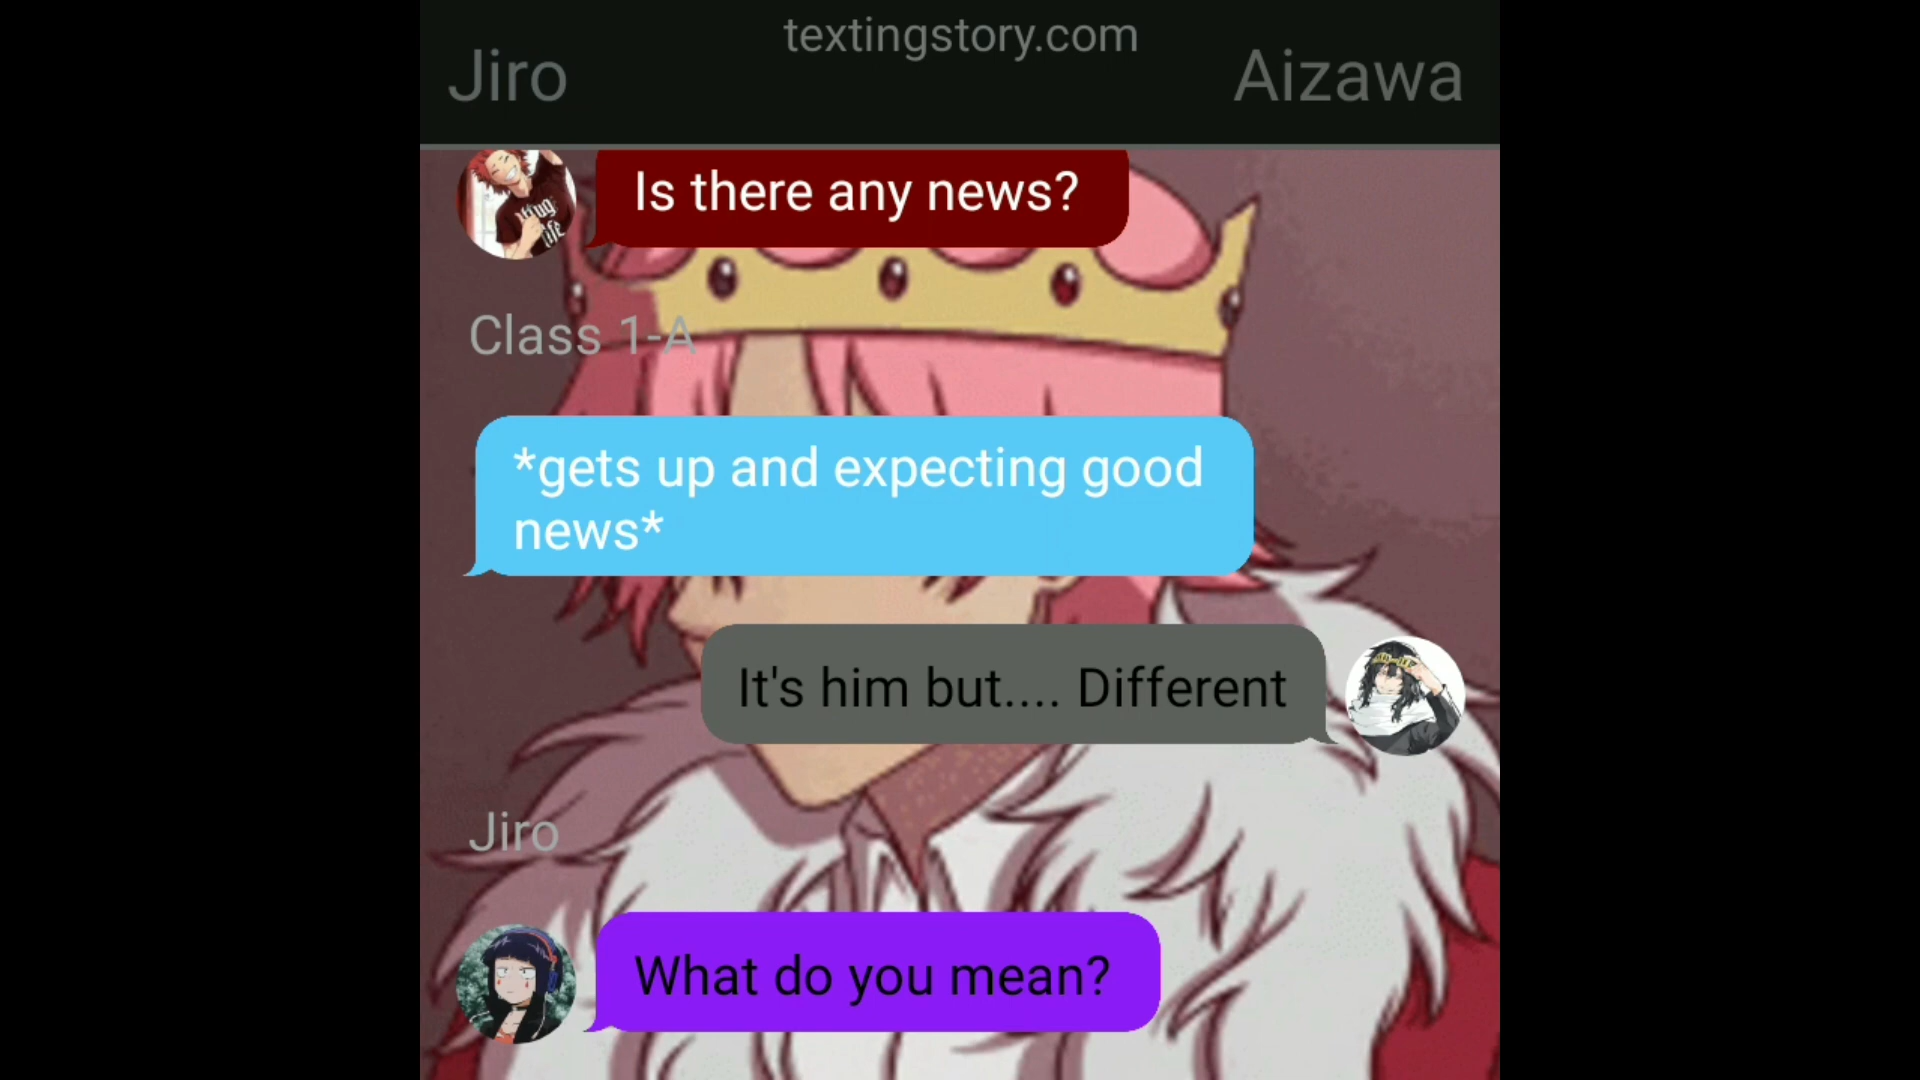 textingstory.com
Jiro
Aizawa
Is there any news?
Class 1-A
*gets up and expecting good
news*
It's him but.... Different
Jiro
What do you mean?